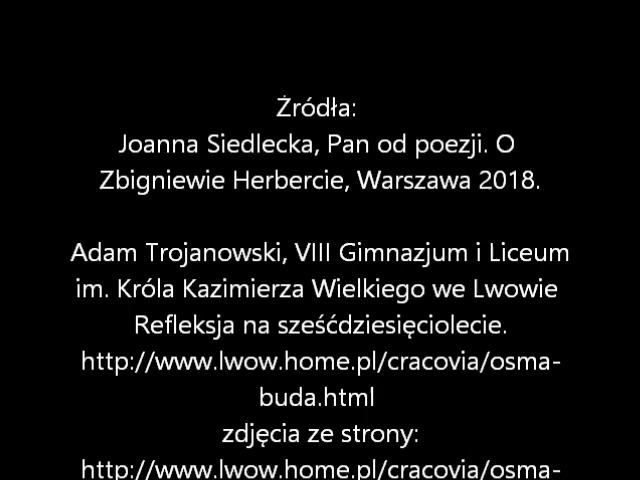 Żródła:
Joanna Siedlecka, Pan od poezji. O
Zbigniewie Herbercie, Warszawa 2018.
Adam Trojanowski, VIII Gimnazjum i Liceum
im. Króla Kazimierza Wielkiego we Lwowie
Refleksja na sześćdziesięciolecie.
http://www.lwow.home.pl/cracovia/osma-
buda.html
zdjęcia ze strony:
http://www.lwow.home.pl/cracovia/osma-